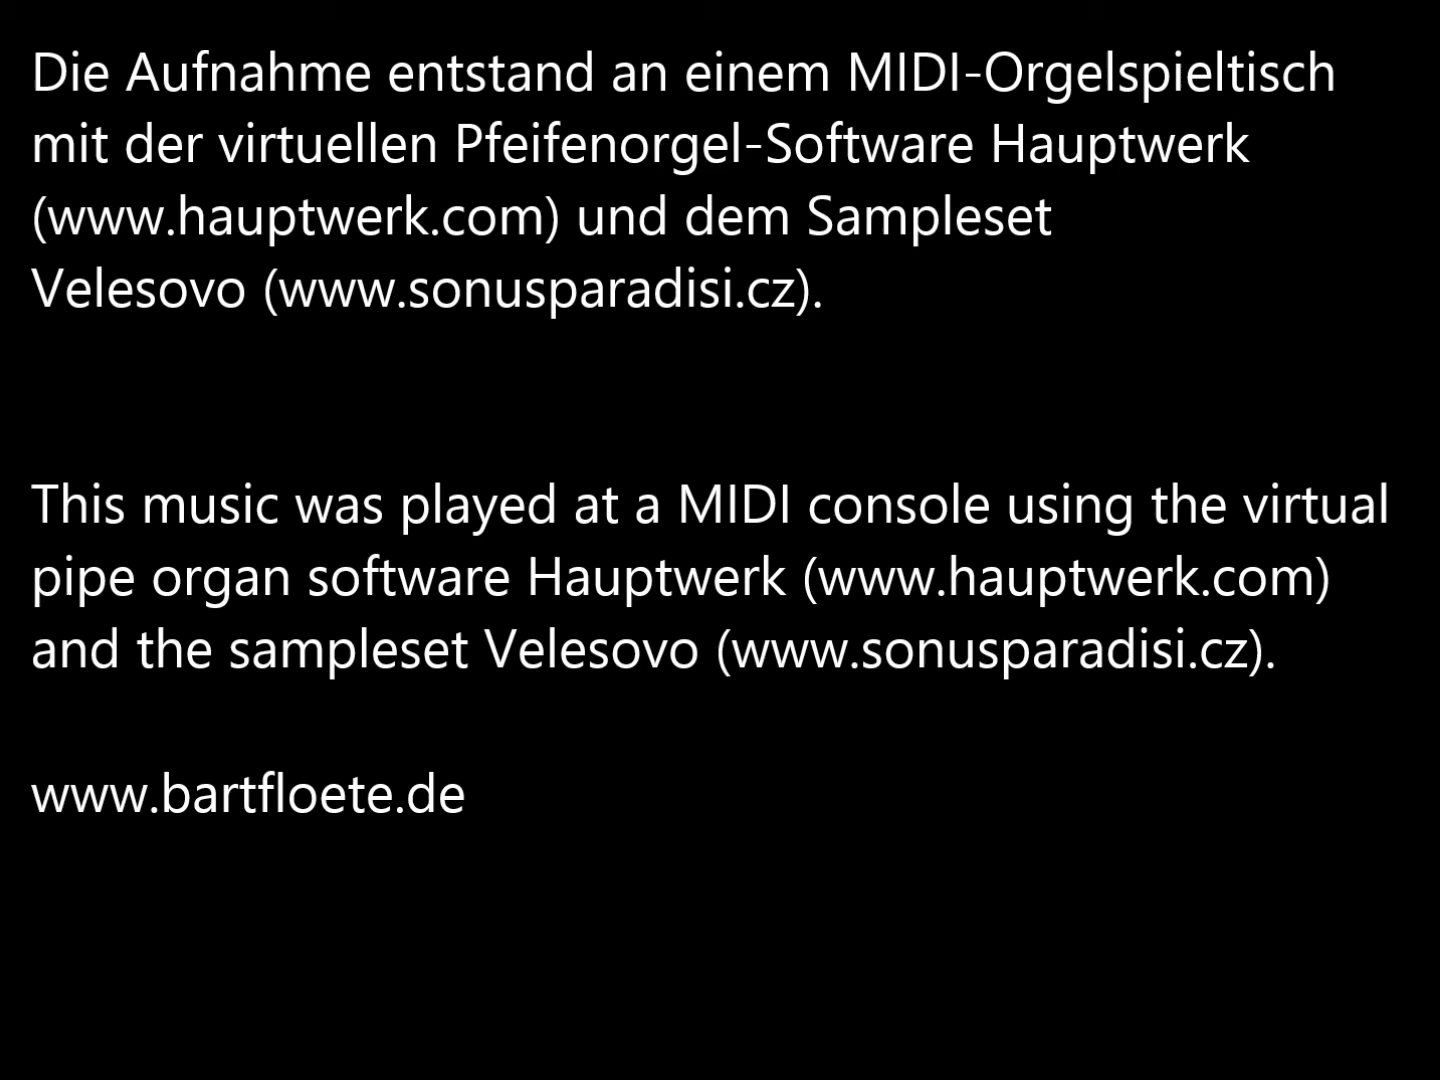 Die Aufnahme entstand an einem MIDI-Orgelspieltisch
mit der virtuellen Pfeifenorgel-Software Hauptwerk
(www.hauptwerk.com) und dem Sampleset
Velesovo (www.sonusparadisi.cz).
This music was played at a MIDI console using the virtual
pipe organ software Hauptwerk (www.hauptwerk.com)
and the sampleset Velesovo (www.sonusparadisi.cz).
www.bartfloete.de